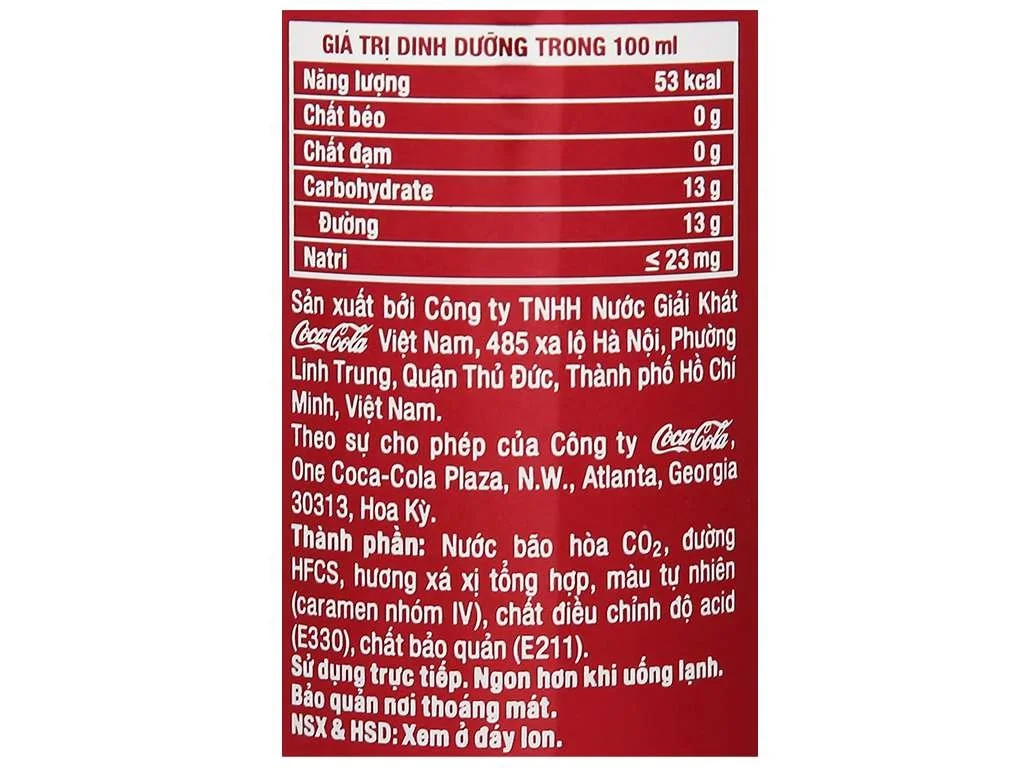 GIÁ TRỊ DINH DƯỠNG TRONG 100 ml
Năng lượng 53 kcal
Chất béo 0 g
Chất đạm 0 g
Carbohydrate 13 g
Đường 13 g
Natri ≤ 23 mg
Sản xuất bởi Công ty TNHH Nước Giải Khát
Coca-Cola Việt Nam, 485 xa lộ Hà Nội, Phường
Linh Trung, Quận Thủ Đức, Thành phố Hồ Chí
Minh, Việt Nam.
Theo sự cho phép của Công ty Coca-Cola,
One Coca-Cola Plaza, N.W., Atlanta, Georgia
30313, Hoa Kỳ.
Thành phần: Nước bão hòa CO₂, đường
HFCS, hương xá xị tổng hợp, màu tự nhiên
(caramen nhóm IV), chất điều chỉnh độ acid
(E330), chất bảo quản (E211).
Sử dụng trực tiếp. Ngon hơn khi uống lạnh.
Bảo quản nơi thoáng mát.
NSX & HSD: Xem ở đáy lon.